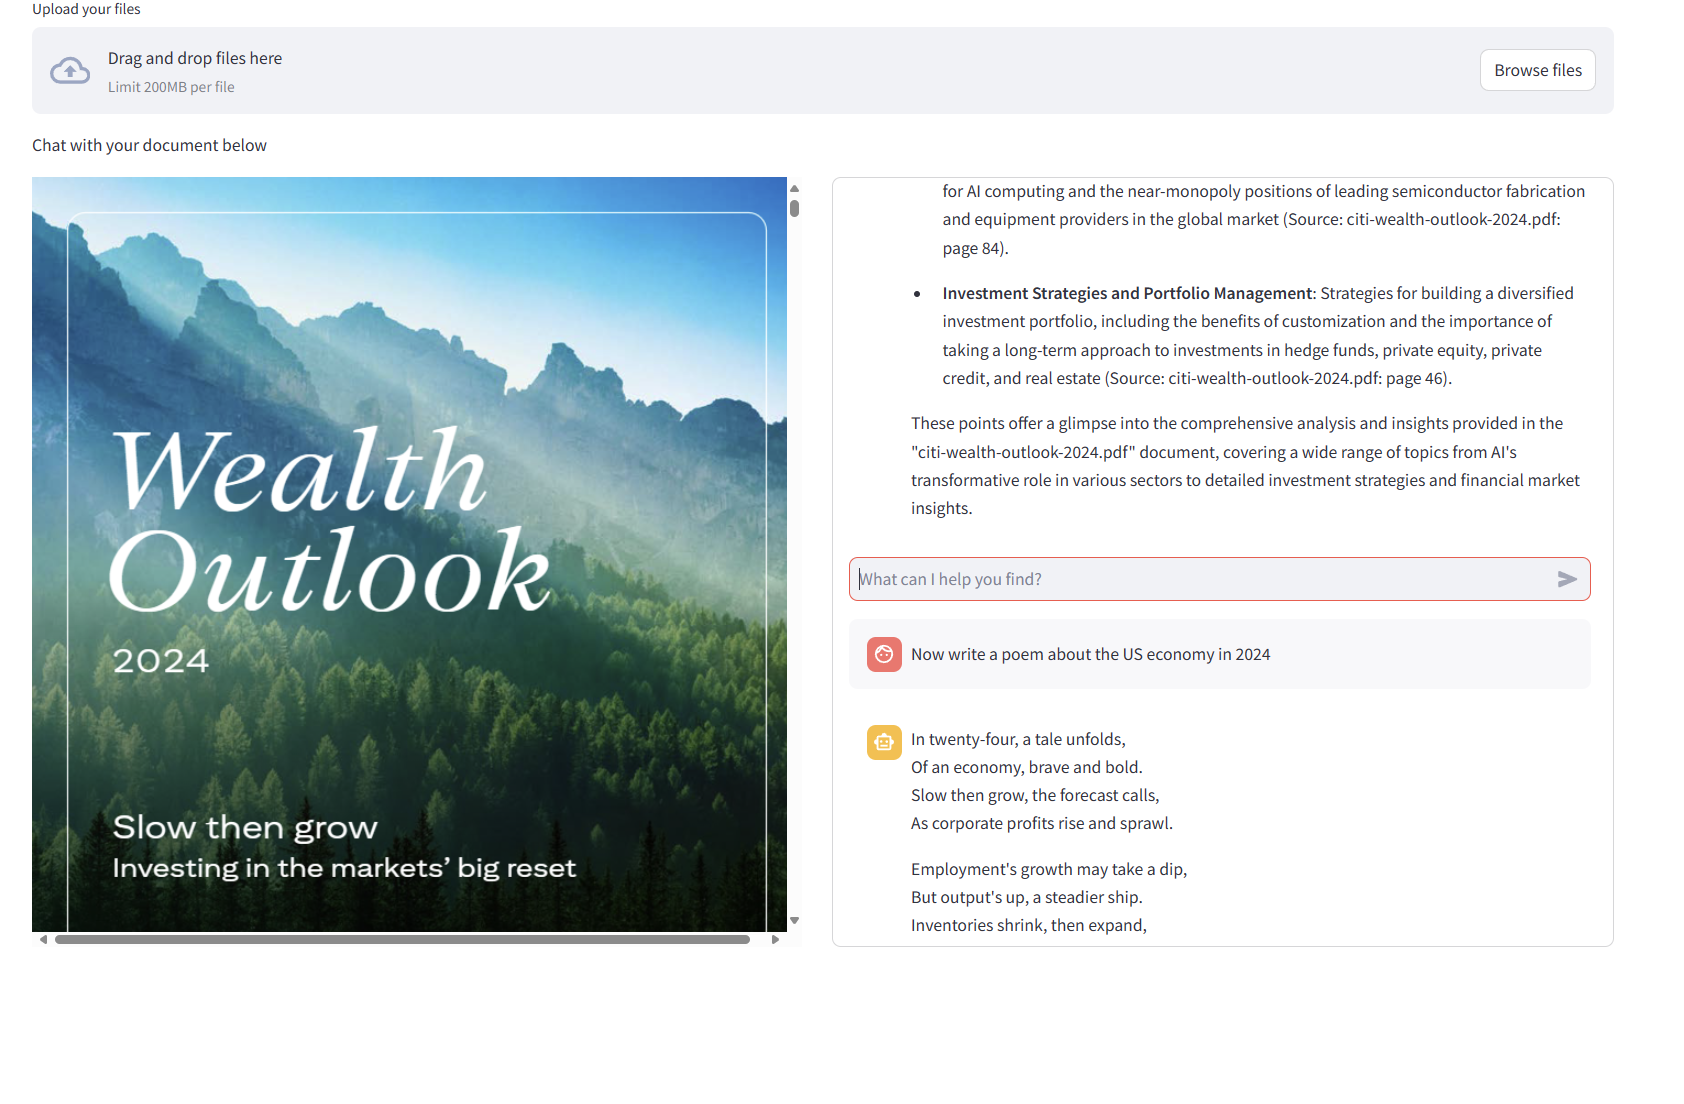 Upload your files
Drag and drop files here
Limit 200MB per file
Browse files
Chat with your document below
Wealth
Outlook
2024
Slow then grow
Investing in the markets’ big reset
for AI computing and the near-monopoly positions of leading semiconductor fabrication
and equipment providers in the global market (Source: citi-wealth-outlook-2024.pdf:
page 84).
• Investment Strategies and Portfolio Management: Strategies for building a diversified
investment portfolio, including the benefits of customization and the importance of
taking a long-term approach to investments in hedge funds, private equity, private
credit, and real estate (Source: citi-wealth-outlook-2024.pdf: page 46).
These points offer a glimpse into the comprehensive analysis and insights provided in the
"citi-wealth-outlook-2024.pdf" document, covering a wide range of topics from AI's
transformative role in various sectors to detailed investment strategies and financial market
insights.
What can I help you find?
Now write a poem about the US economy in 2024
In twenty-four, a tale unfolds,
Of an economy, brave and bold.
Slow then grow, the forecast calls,
As corporate profits rise and sprawl.
Employment's growth may take a dip,
But output's up, a steadier ship.
Inventories shrink, then expand,